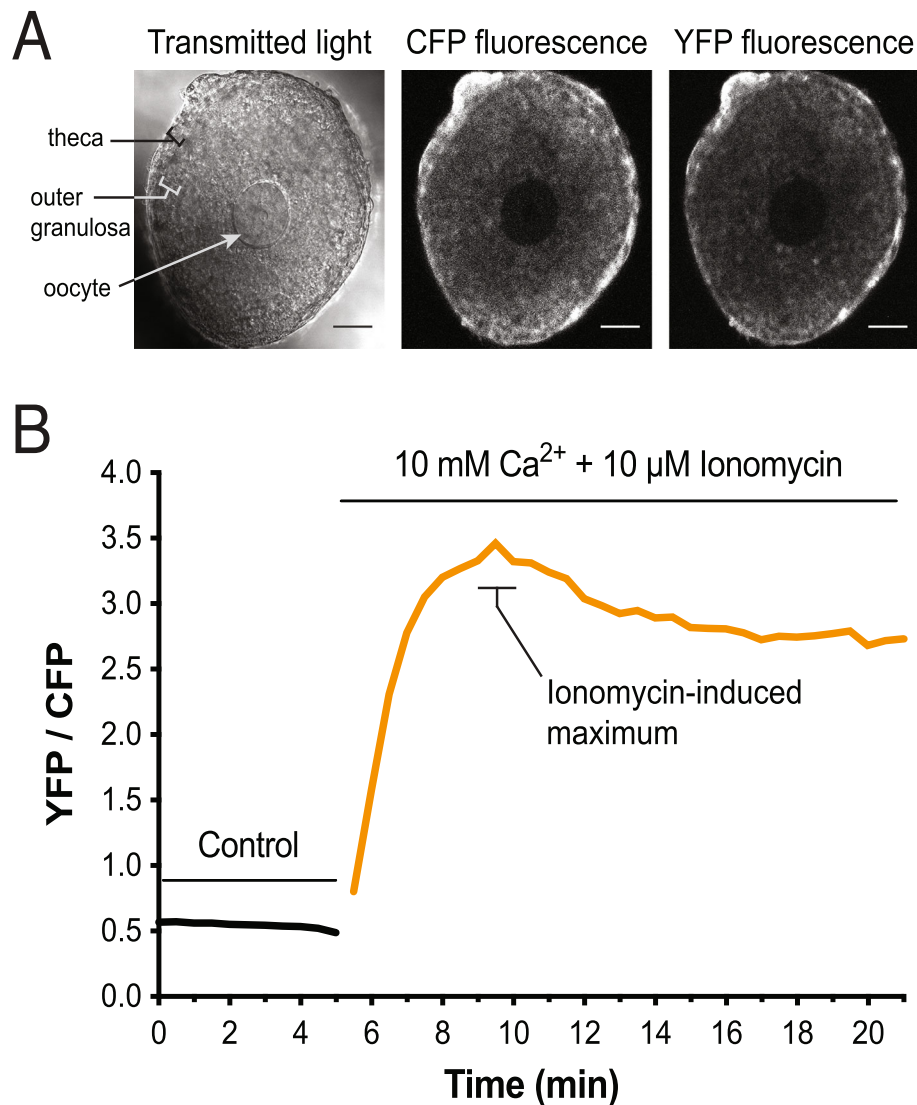 A
Transmitted light
CFP fluorescence
YFP fluorescence
theca
outer
granulosa
oocyte
B
10 mM Ca²⁺ + 10 µM Ionomycin
4.0
3.5
3.0
2.5
2.0
1.5
1.0
0.5
0.0
YFP / CFP
Control
Ionomycin-induced
maximum
0 2 4 6 8 10 12 14 16 18 20
Time (min)